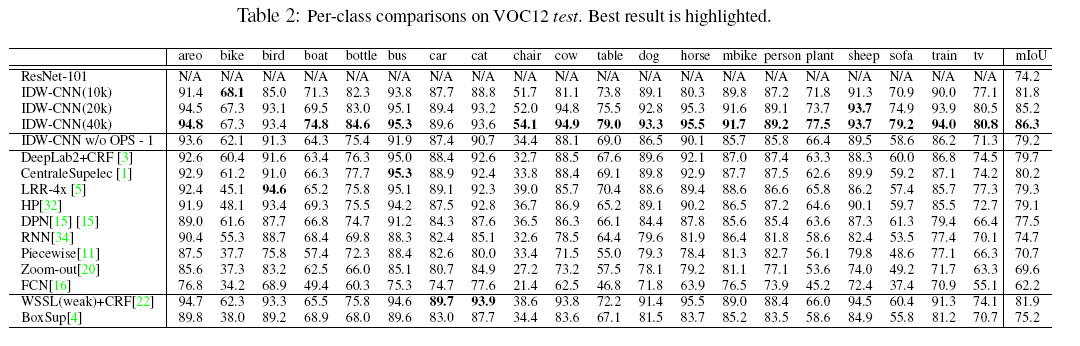 Table 2: Per-class comparisons on VOC12 test. Best result is highlighted.
areo bike bird boat bottle bus car cat chair cow table dog horse mbike person plant sheep sofa train tv mIoU
ResNet-101 N/A N/A N/A N/A N/A N/A N/A N/A N/A N/A N/A N/A N/A N/A N/A N/A N/A N/A N/A N/A 74.2
IDW-CNN(10k) 91.4 68.1 85.0 71.3 82.3 93.8 87.7 88.8 51.7 81.1 73.8 89.1 80.3 89.8 87.2 71.8 91.3 70.9 90.0 77.1 81.8
IDW-CNN(20k) 94.5 67.3 93.1 69.5 83.0 95.1 89.4 93.2 52.0 94.8 75.5 92.8 95.3 91.6 89.1 73.7 93.7 74.9 93.9 80.5 85.2
IDW-CNN(40k) 94.8 67.3 93.4 74.8 84.6 95.3 89.6 93.6 54.1 94.9 79.0 93.3 95.5 91.7 89.2 77.5 93.7 79.2 94.0 80.8 86.3
IDW-CNN w/o OPS - 1 93.6 62.1 91.3 64.3 75.4 91.9 87.4 90.7 34.4 88.1 69.0 86.5 90.1 85.7 85.8 66.4 89.5 58.6 86.2 71.3 79.2
DeepLab2+CRF [3] 92.6 60.4 91.6 63.4 76.3 95.0 88.4 92.6 32.7 88.5 67.6 89.6 92.1 87.0 87.4 63.3 88.3 60.0 86.8 74.5 79.7
CentraleSupelec [1] 92.9 61.2 91.0 66.3 77.7 95.3 88.9 92.4 33.8 88.4 69.1 89.8 92.9 87.7 87.5 62.6 89.9 59.2 87.1 74.2 80.2
LRR-4x [5] 92.4 45.1 94.6 65.2 75.8 95.1 89.1 92.3 39.0 85.7 70.4 88.6 89.4 88.6 86.6 65.8 86.2 57.4 85.7 77.3 79.3
HP[32] 91.9 48.1 93.4 69.3 75.5 94.2 87.5 92.8 36.7 86.9 65.2 89.1 90.2 86.5 87.2 64.6 90.1 59.7 85.5 72.7 79.1
DPN[15] [15] 89.0 61.6 87.7 66.8 74.7 91.2 84.3 87.6 36.5 86.3 66.1 84.4 87.8 85.6 85.4 63.6 87.3 61.3 79.4 66.4 77.5
RNN[34] 90.4 55.3 88.7 68.4 69.8 88.3 82.4 85.1 32.6 78.5 64.4 79.6 81.9 86.4 81.8 58.6 82.4 53.5 77.4 70.1 74.7
Piecewise[11] 87.5 37.7 75.8 57.4 72.3 88.4 82.6 80.0 33.4 71.5 55.0 79.3 78.4 81.3 82.7 56.1 79.8 48.6 77.1 66.3 70.7
Zoom-out[20] 85.6 37.3 83.2 62.5 66.0 85.1 80.7 84.9 27.2 73.2 57.5 78.1 79.2 81.1 77.1 53.6 74.0 49.2 71.7 63.3 69.6
FCN[16] 76.8 34.2 68.9 49.4 60.3 75.3 74.7 77.6 21.4 62.5 46.8 71.8 63.9 76.5 73.9 45.2 72.4 37.4 70.9 55.1 62.2
WSSL(weak)+CRF[22] 94.7 62.3 93.3 65.5 75.8 94.6 89.7 93.9 38.6 93.8 72.2 91.4 95.5 89.0 88.4 66.0 94.5 60.4 91.3 74.1 81.9
BoxSup[4] 89.8 38.0 89.2 68.9 68.0 89.6 83.0 87.7 34.4 83.6 67.1 81.5 83.7 85.2 83.5 58.6 84.9 55.8 81.2 70.7 75.2